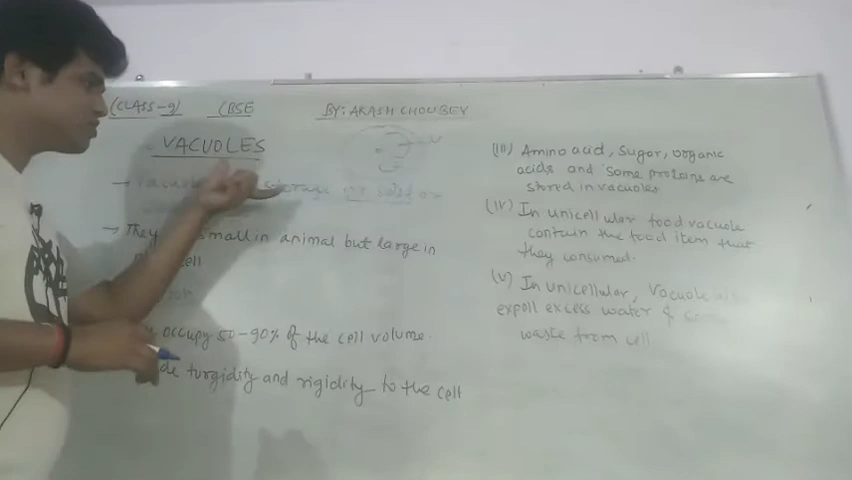 (CLASS-9) CBSE BY: AKASH CHOUBEY
VACUOLES
→ storage
→ They small in animal but large in
cell
occupy 50-90% of the cell volume.
turgidity and rigidity to the cell
V
(III) Amino acid, sugar, organic
acids and some proteins are
stored in vacuoles
(IV) In unicellular food vacuole
contain the food item that
they consumed.
(V) In unicellular, vacuole
expell excess water &
waste from cell